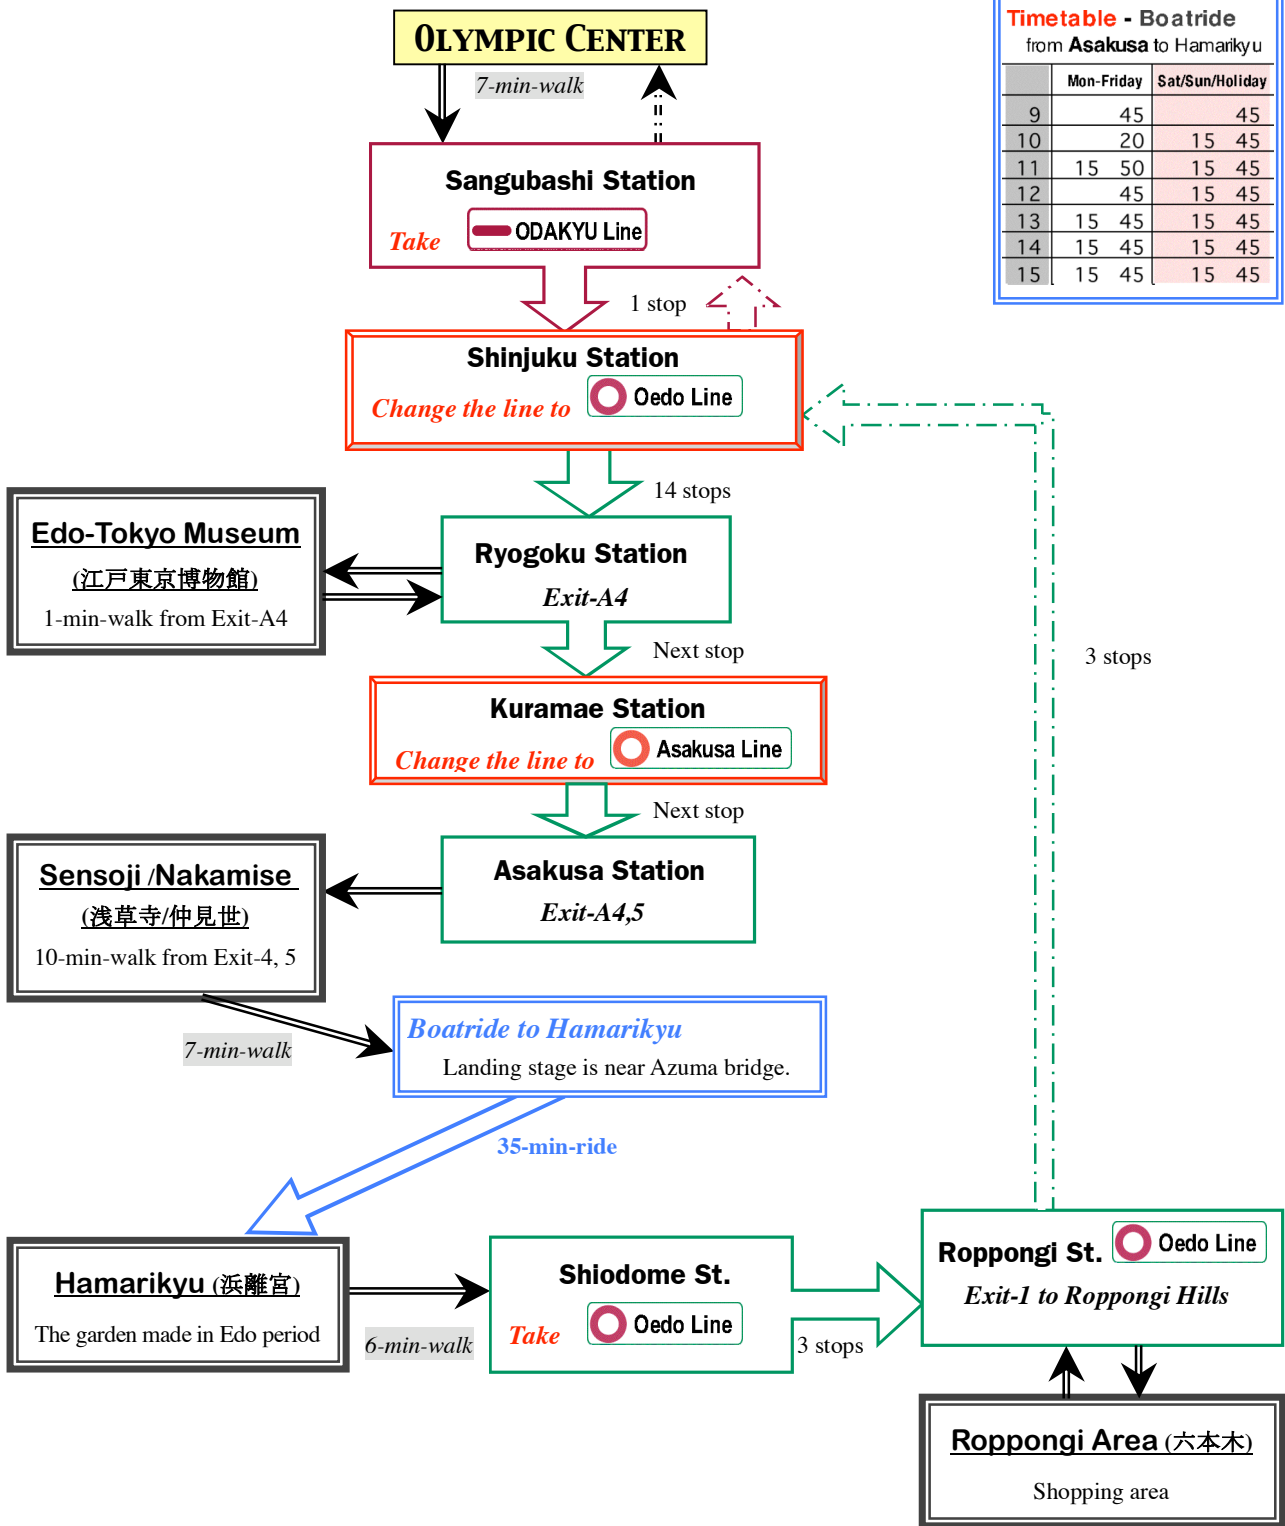 OLYMPIC CENTER
7-min-walk
Timetable - Boatride
from Asakusa to Hamarikyu
Mon-Friday Sat/Sun/Holiday
9 45 45
10 20 15 45
11 15 50 15 45
12 45 15 45
13 15 45 15 45
14 15 45 15 45
15 15 45 15 45
Sangubashi Station
Take ODAKYU Line
1 stop
Shinjuku Station
Change the line to Oedo Line
14 stops
Edo-Tokyo Museum
(江戸東京博物館)
1-min-walk from Exit-A4
Ryogoku Station
Exit-A4
Next stop
3 stops
Kuramae Station
Change the line to Asakusa Line
Next stop
Sensoji /Nakamise
(浅草寺/仲見世)
10-min-walk from Exit-4, 5
Asakusa Station
Exit-A4,5
7-min-walk
Boatride to Hamarikyu
Landing stage is near Azuma bridge.
35-min-ride
Hamarikyu (浜離宮)
The garden made in Edo period
6-min-walk
Shiodome St.
Take Oedo Line
3 stops
Roppongi St. Oedo Line
Exit-1 to Roppongi Hills
Roppongi Area (六本木)
Shopping area